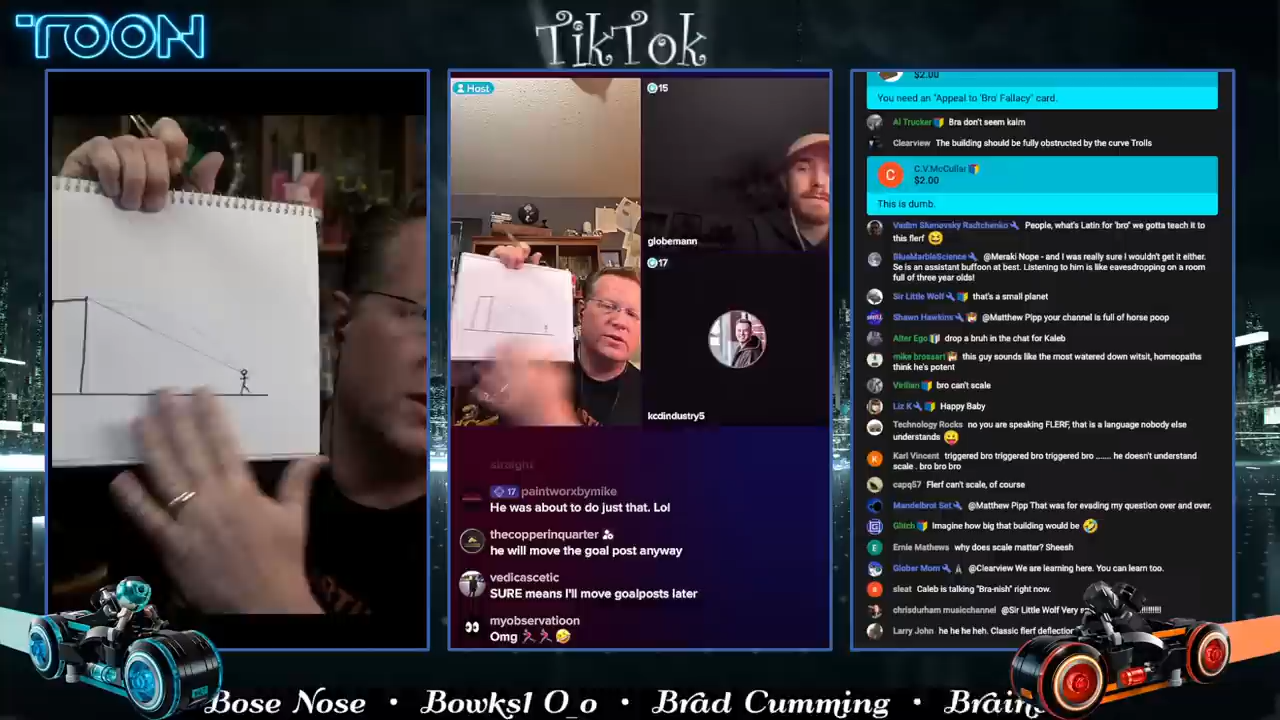 TOON
TikTok
Host
15
globemann
17
kcdindustry5
straight
17 paintworxbymike
He was about to do just that. Lol
thecopperinquarter
he will move the goal post anyway
vedicascetic
SURE means I'll move goalposts later
myobservatioon
Omg 🤣
$2.00
You need an "Appeal to 'Bro' Fallacy" card.
Al Trucker Bra don't seem kalm
Clearview The building should be fully obstructed by the curve Trolls
C
C.V.McCullar
$2.00
This is dumb.
People, what's Latin for 'bro" we gotta teach it to
this flerf 😆
BlueMarbleScience @Meraki Nope - and I was really sure I wouldn't get it either.
Se is an assistant buffoon at best. Listening to him is like eavesdropping on a room
full of three year olds!
Sir Little Wolf that's a small planet
Shawn Hawkins @Matthew Pipp your channel is full of horse poop
Alter Ego drop a bruh in the chat for Kaleb
mike brossart this guy sounds like the most watered down witsit, homeopaths
think he's potent
Virilian bro can't scale
Liz K Happy Baby
Technology Rocks no you are speaking FLERF, that is a language nobody else
understands 😛
K
Karl Vincent triggered bro triggered bro triggered bro ....... he doesn't understand
scale . bro bro bro
capq57 Flerf can't scale, of course
Mandelbrot Set @Matthew Pipp That was for evading my question over and over.
Glitch Imagine how big that building would be 🤣
E
Ernie Mathews why does scale matter? Sheesh
Glober Mom @Clearview We are learning here. You can learn too.
s
sleat Caleb is talking "Bra-nish" right now.
chrisdurham musicchannel @Sir Little Wolf Very !!!!!!!!!
Larry John he he he heh. Classic flerf deflection
Bose Nose • Bowks1 O_o • Brad Cumming •